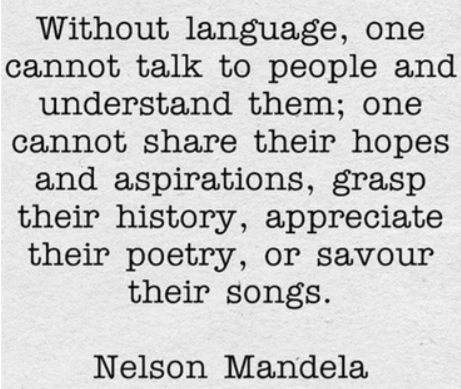 Without language, one
cannot talk to people and
understand them; one
cannot share their hopes
and aspirations, grasp
their history, appreciate
their poetry, or savour
their songs.
Nelson Mandela